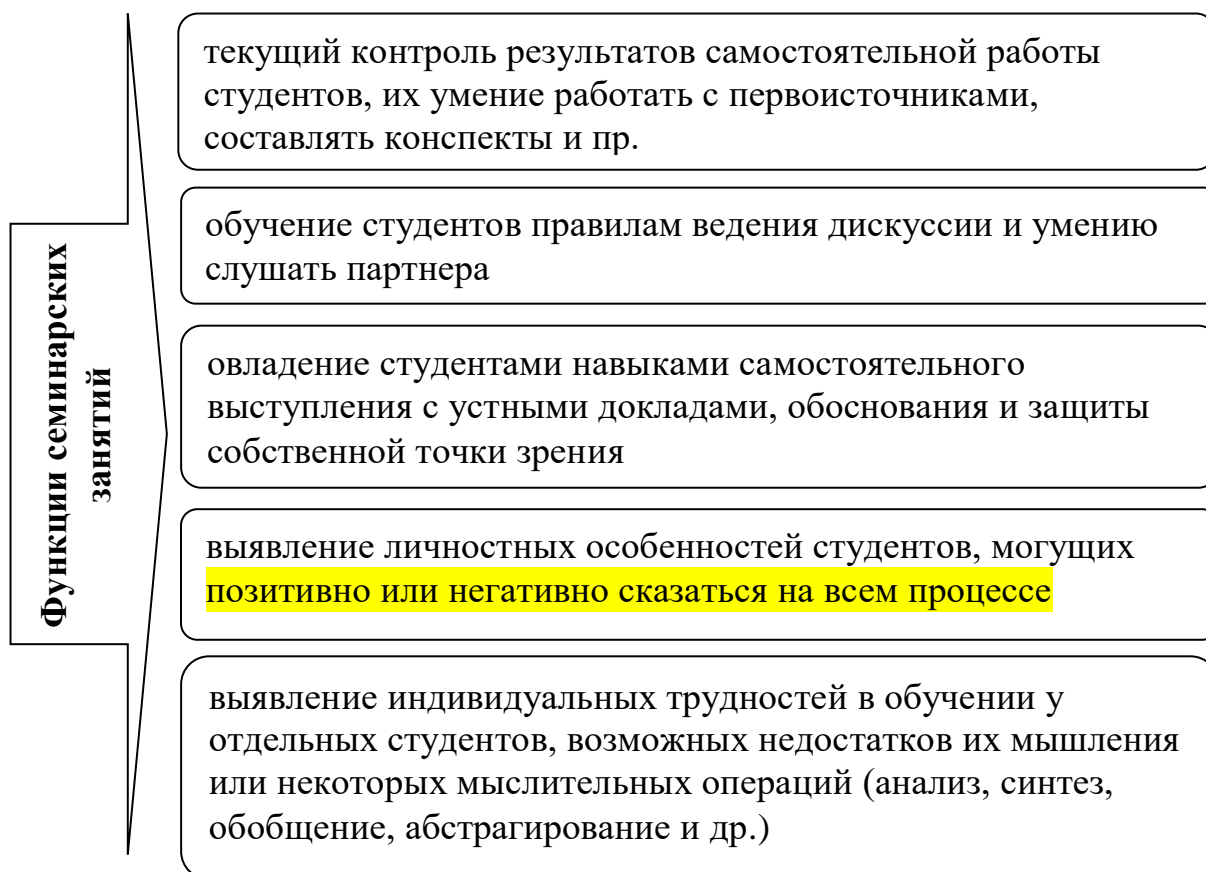 Функции семинарских
занятий
текущий контроль результатов самостоятельной работы
студентов, их умение работать с первоисточниками,
составлять конспекты и пр.
обучение студентов правилам ведения дискуссии и умению
слушать партнера
овладение студентами навыками самостоятельного
выступления с устными докладами, обоснования и защиты
собственной точки зрения
выявление личностных особенностей студентов, могущих
позитивно или негативно сказаться на всем процессе
выявление индивидуальных трудностей в обучении у
отдельных студентов, возможных недостатков их мышления
или некоторых мыслительных операций (анализ, синтез,
обобщение, абстрагирование и др.)